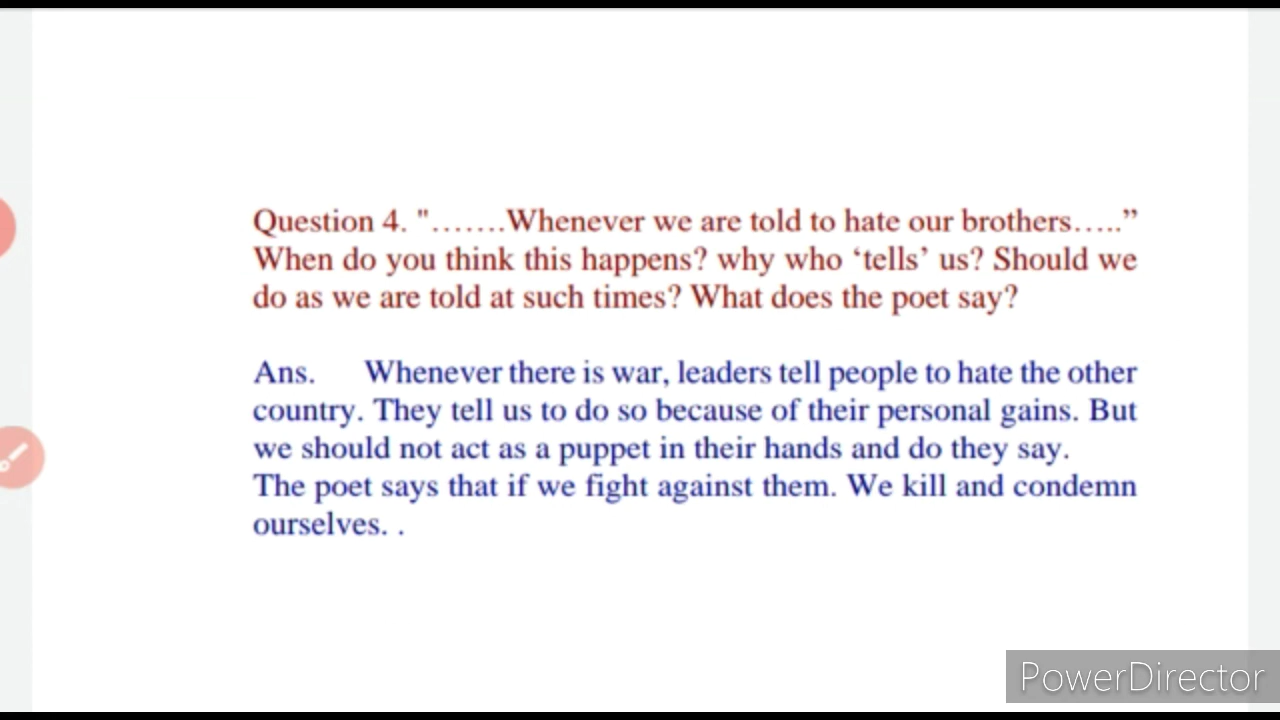 Question 4. ".......Whenever we are told to hate our brothers.....”
When do you think this happens? why who ‘tells’ us? Should we
do as we are told at such times? What does the poet say?
Ans. Whenever there is war, leaders tell people to hate the other
country. They tell us to do so because of their personal gains. But
we should not act as a puppet in their hands and do they say.
The poet says that if we fight against them. We kill and condemn
ourselves. .
PowerDirector